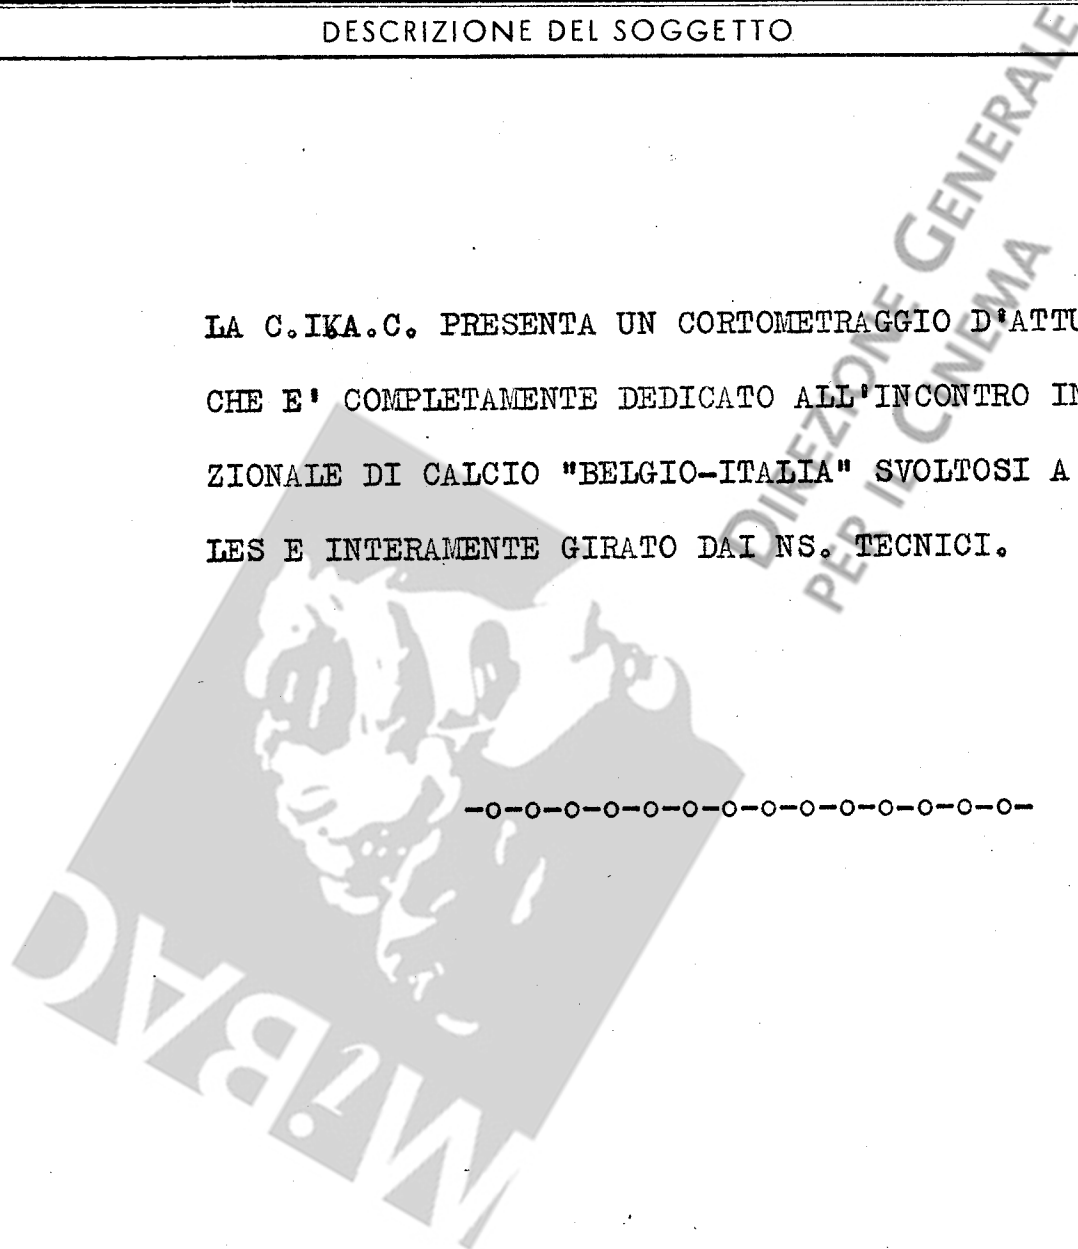 DESCRIZIONE DEL SOGGETTO
LA C.IKA.C. PRESENTA UN CORTOMETRAGGIO D'ATTU
CHE E' COMPLETAMENTE DEDICATO ALL'INCONTRO IN
ZIONALE DI CALCIO "BELGIO-ITALIA" SVOLTOSI A
LES E INTERAMENTE GIRATO DAI NS. TECNICI.
-o-o-o-o-o-o-o-o-o-o-o-o-o-o-
DIREZIONE GENERALE
PER IL CINEMA
MiBAC